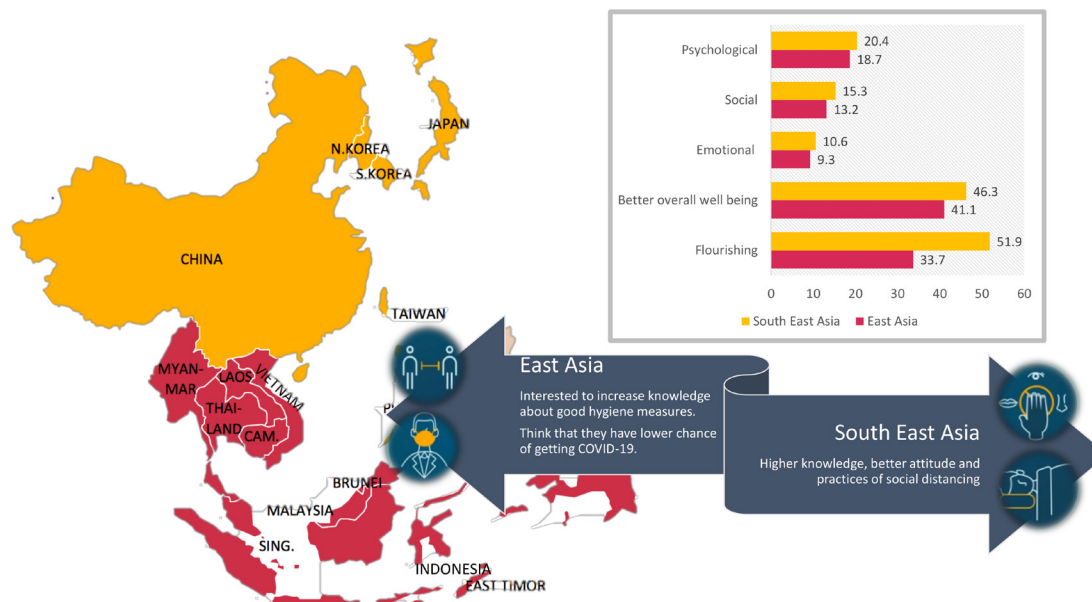 Psychological
20.4
18.7
Social
15.3
13.2
Emotional
10.6
9.3
Better overall well being
46.3
41.1
Flourishing
51.9
33.7
0 10 20 30 40 50 60
South East Asia East Asia
JAPAN
N.KOREA
S.KOREA
CHINA
TAIWAN
MYAN-
MAR
LAOS
VIETNAM
THAI-
LAND
CAM.
BRUNEI
MALAYSIA
SING.
INDONESIA
EAST TIMOR
East Asia
Interested to increase knowledge
about good hygiene measures.
Think that they have lower chance
of getting COVID-19.
South East Asia
Higher knowledge, better attitude and
practices of social distancing